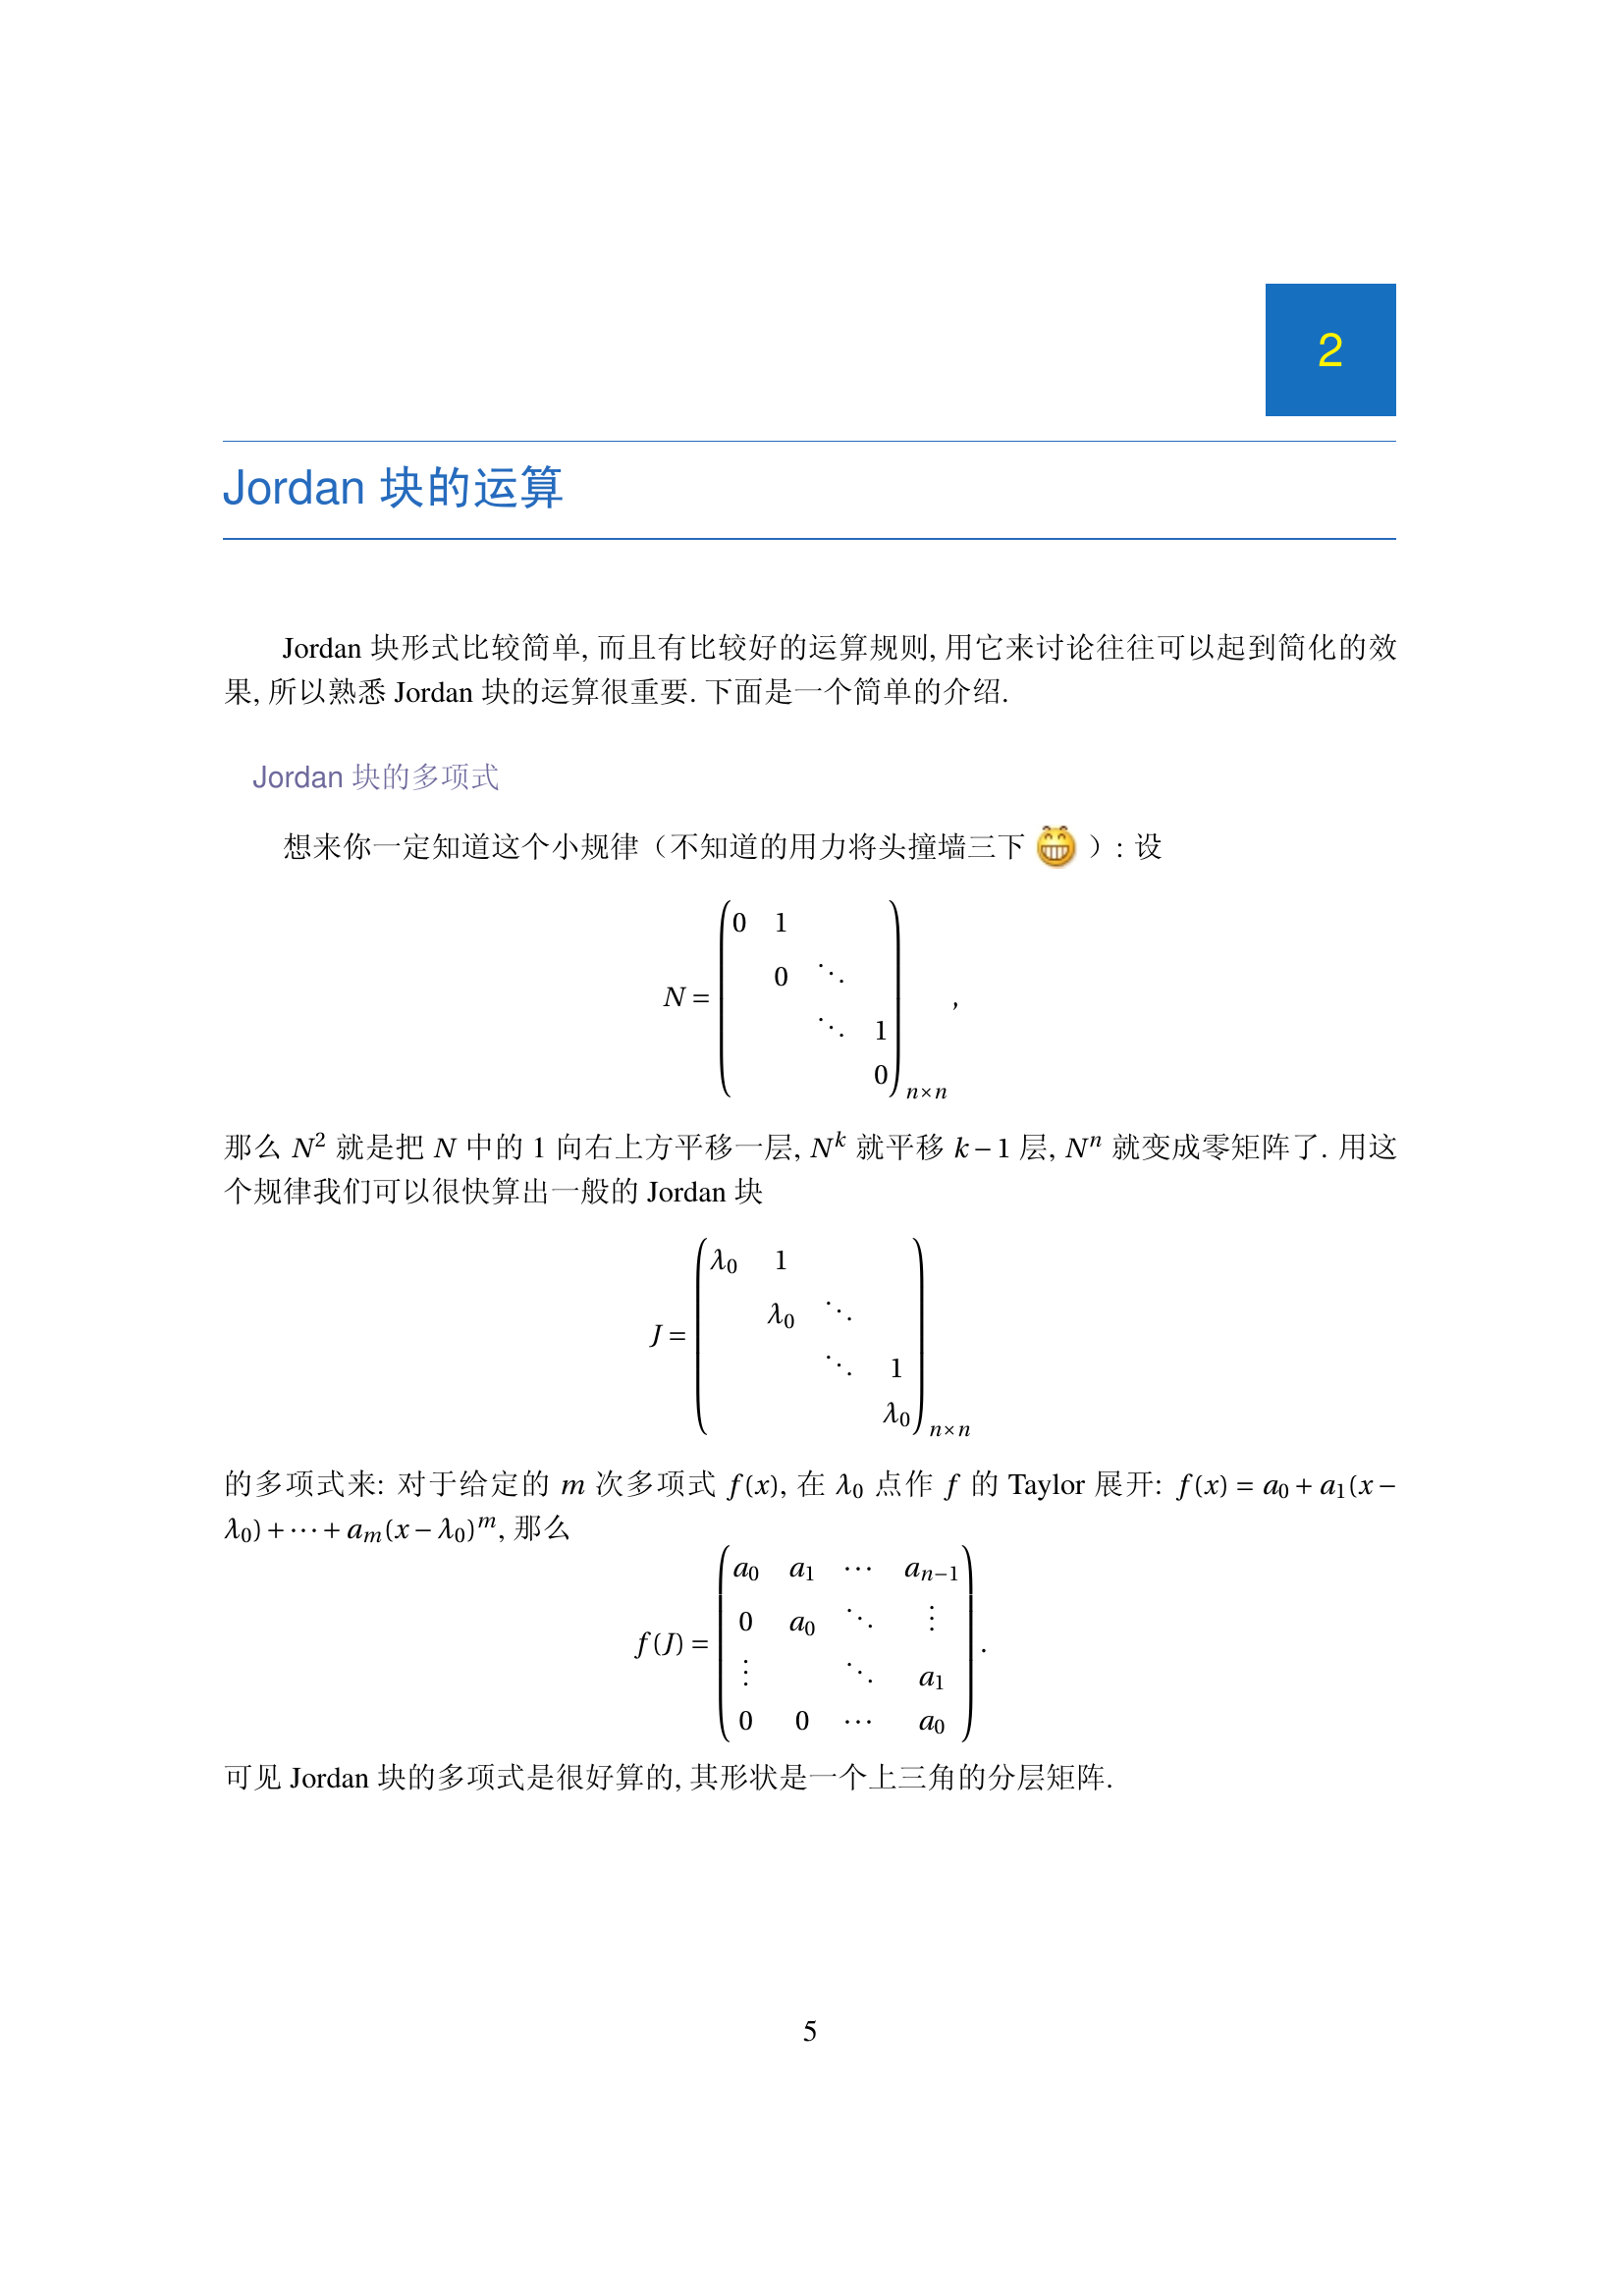 2
Jordan 块的运算
Jordan 块形式比较简单, 而且有比较好的运算规则, 用它来讨论往往可以起到简化的效
果, 所以熟悉 Jordan 块的运算很重要. 下面是一个简单的介绍.
Jordan 块的多项式
想来你一定知道这个小规律（不知道的用力将头撞墙三下 😁 ）: 设
$$N = \begin{pmatrix} 0 & 1 & & \\ & 0 & \ddots & \\ & & \ddots & 1 \\ & & & 0 \end{pmatrix}_{n\times n},$$
那么 $N^2$ 就是把 $N$ 中的 1 向右上方平移一层, $N^k$ 就平移 $k-1$ 层, $N^n$ 就变成零矩阵了. 用这
个规律我们可以很快算出一般的 Jordan 块
$$J = \begin{pmatrix} \lambda_0 & 1 & & \\ & \lambda_0 & \ddots & \\ & & \ddots & 1 \\ & & & \lambda_0 \end{pmatrix}_{n\times n}$$
的多项式来: 对于给定的 $m$ 次多项式 $f(x)$, 在 $\lambda_0$ 点作 $f$ 的 Taylor 展开: $f(x) = a_0 + a_1(x -$
$\lambda_0) + \cdots + a_m(x - \lambda_0)^m$, 那么
$$f(J) = \begin{pmatrix} a_0 & a_1 & \cdots & a_{n-1} \\ 0 & a_0 & \ddots & \vdots \\ \vdots & & \ddots & a_1 \\ 0 & 0 & \cdots & a_0 \end{pmatrix}.$$
可见 Jordan 块的多项式是很好算的, 其形状是一个上三角的分层矩阵.
5